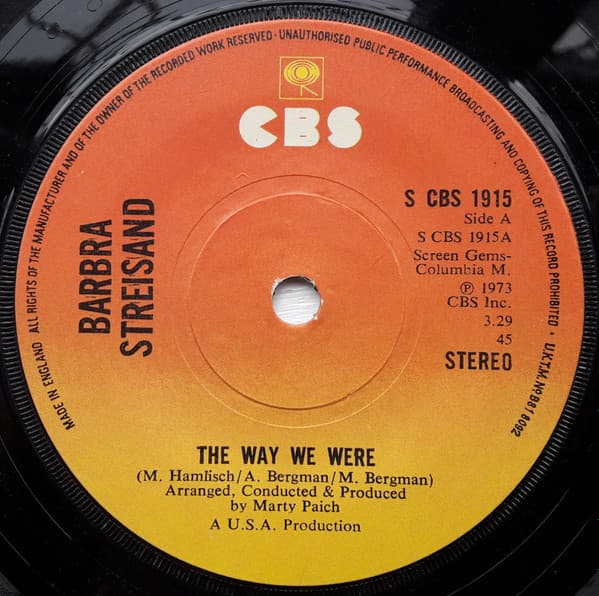 MADE IN ENGLAND ALL RIGHTS OF THE MANUFACTURER AND OF THE OWNER OF THE RECORDED WORK RESERVED · UNAUTHORISED PUBLIC PERFORMANCE BROADCASTING AND COPYING OF THIS RECORD PROHIBITED • U.K.T.M. No B81 8092
CBS
BARBRA
STREISAND
S CBS 1915
Side A
S CBS 1915A
Screen Gems-
Columbia M.
℗ 1973
CBS Inc.
3.29
45
STEREO
THE WAY WE WERE
(M. Hamlisch/A. Bergman/M. Bergman)
Arranged, Conducted & Produced
by Marty Paich
A U.S.A. Production